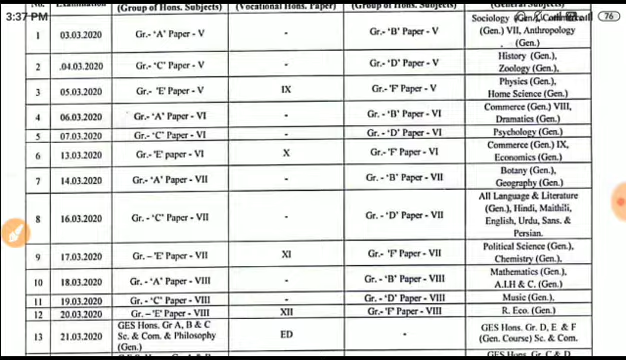 No. Examination (Group of Hons. Subjects) (Vocational Hons. Paper) (Group of Hons. Subjects) (General Subjects)
3:37 PM 76
1 03.03.2020 Gr.- 'A' Paper - V - Gr.- 'B' Paper - V Sociology (Gen.), Commercial
(Gen.) VII, Anthropology
(Gen.)
2 .04.03.2020 Gr.- 'C' Paper - V - Gr.- 'D' Paper - V History (Gen.),
Zoology (Gen.),
3 05.03.2020 Gr.- 'E' Paper - V IX Gr.- 'F' Paper - V Physics (Gen.),
Home Science (Gen.)
4 06.03.2020 Gr.- 'A' Paper - VI - Gr.- 'B' Paper - VI Commerce (Gen.) VIII,
Dramatics (Gen.)
5 07.03.2020 Gr.- 'C' Paper - VI - Gr. - 'D' Paper - VI Psychology (Gen.)
6 13.03.2020 Gr.- 'E' paper - VI X Gr.- 'F' Paper - VI Commerce (Gen.) IX,
Economics (Gen.)
7 14.03.2020 Gr.- 'A' Paper - VII - Gr. - 'B' Paper - VII Botany (Gen.),
Geography (Gen.)
8 16.03.2020 Gr. - 'C' Paper - VII - Gr. - 'D' Paper - VII All Language & Literature
(Gen.), Hindi, Maithili,
English, Urdu, Sans. &
Persian.
9 17.03.2020 Gr. – 'E' Paper - VII XI Gr.- 'F' Paper - VII Political Science (Gen.),
Chemistry (Gen.),
10 18.03.2020 Gr. - 'A' Paper - VIII - Gr. - 'B' Paper - VIII Mathematics (Gen.),
A.I.H & C. (Gen.)
11 19.03.2020 Gr. - 'C' Paper - VIII - Gr. - 'D' Paper - VIII Music (Gen.),
12 20.03.2020 Gr. – 'E' Paper - VIII XII Gr.- 'F' Paper - VIII R. Eco. (Gen.)
13 21.03.2020 GES Hons. Gr A, B & C
Sc. & Com. & Philosophy
(Gen.) ED - GES Hons. Gr. D, E & F
(Gen. Course) Sc. & Com.
GES Hons. Gr. C & D